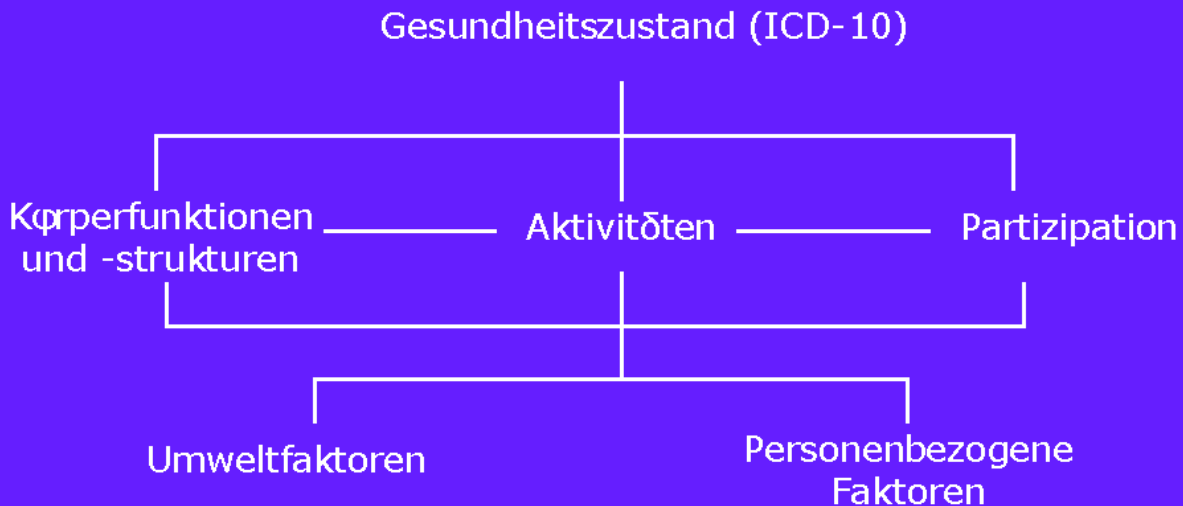 Gesundheitszustand (ICD-10)
Kφrperfunktionen
und -strukturen
Aktivitδten
Partizipation
Umweltfaktoren
Personenbezogene
Faktoren